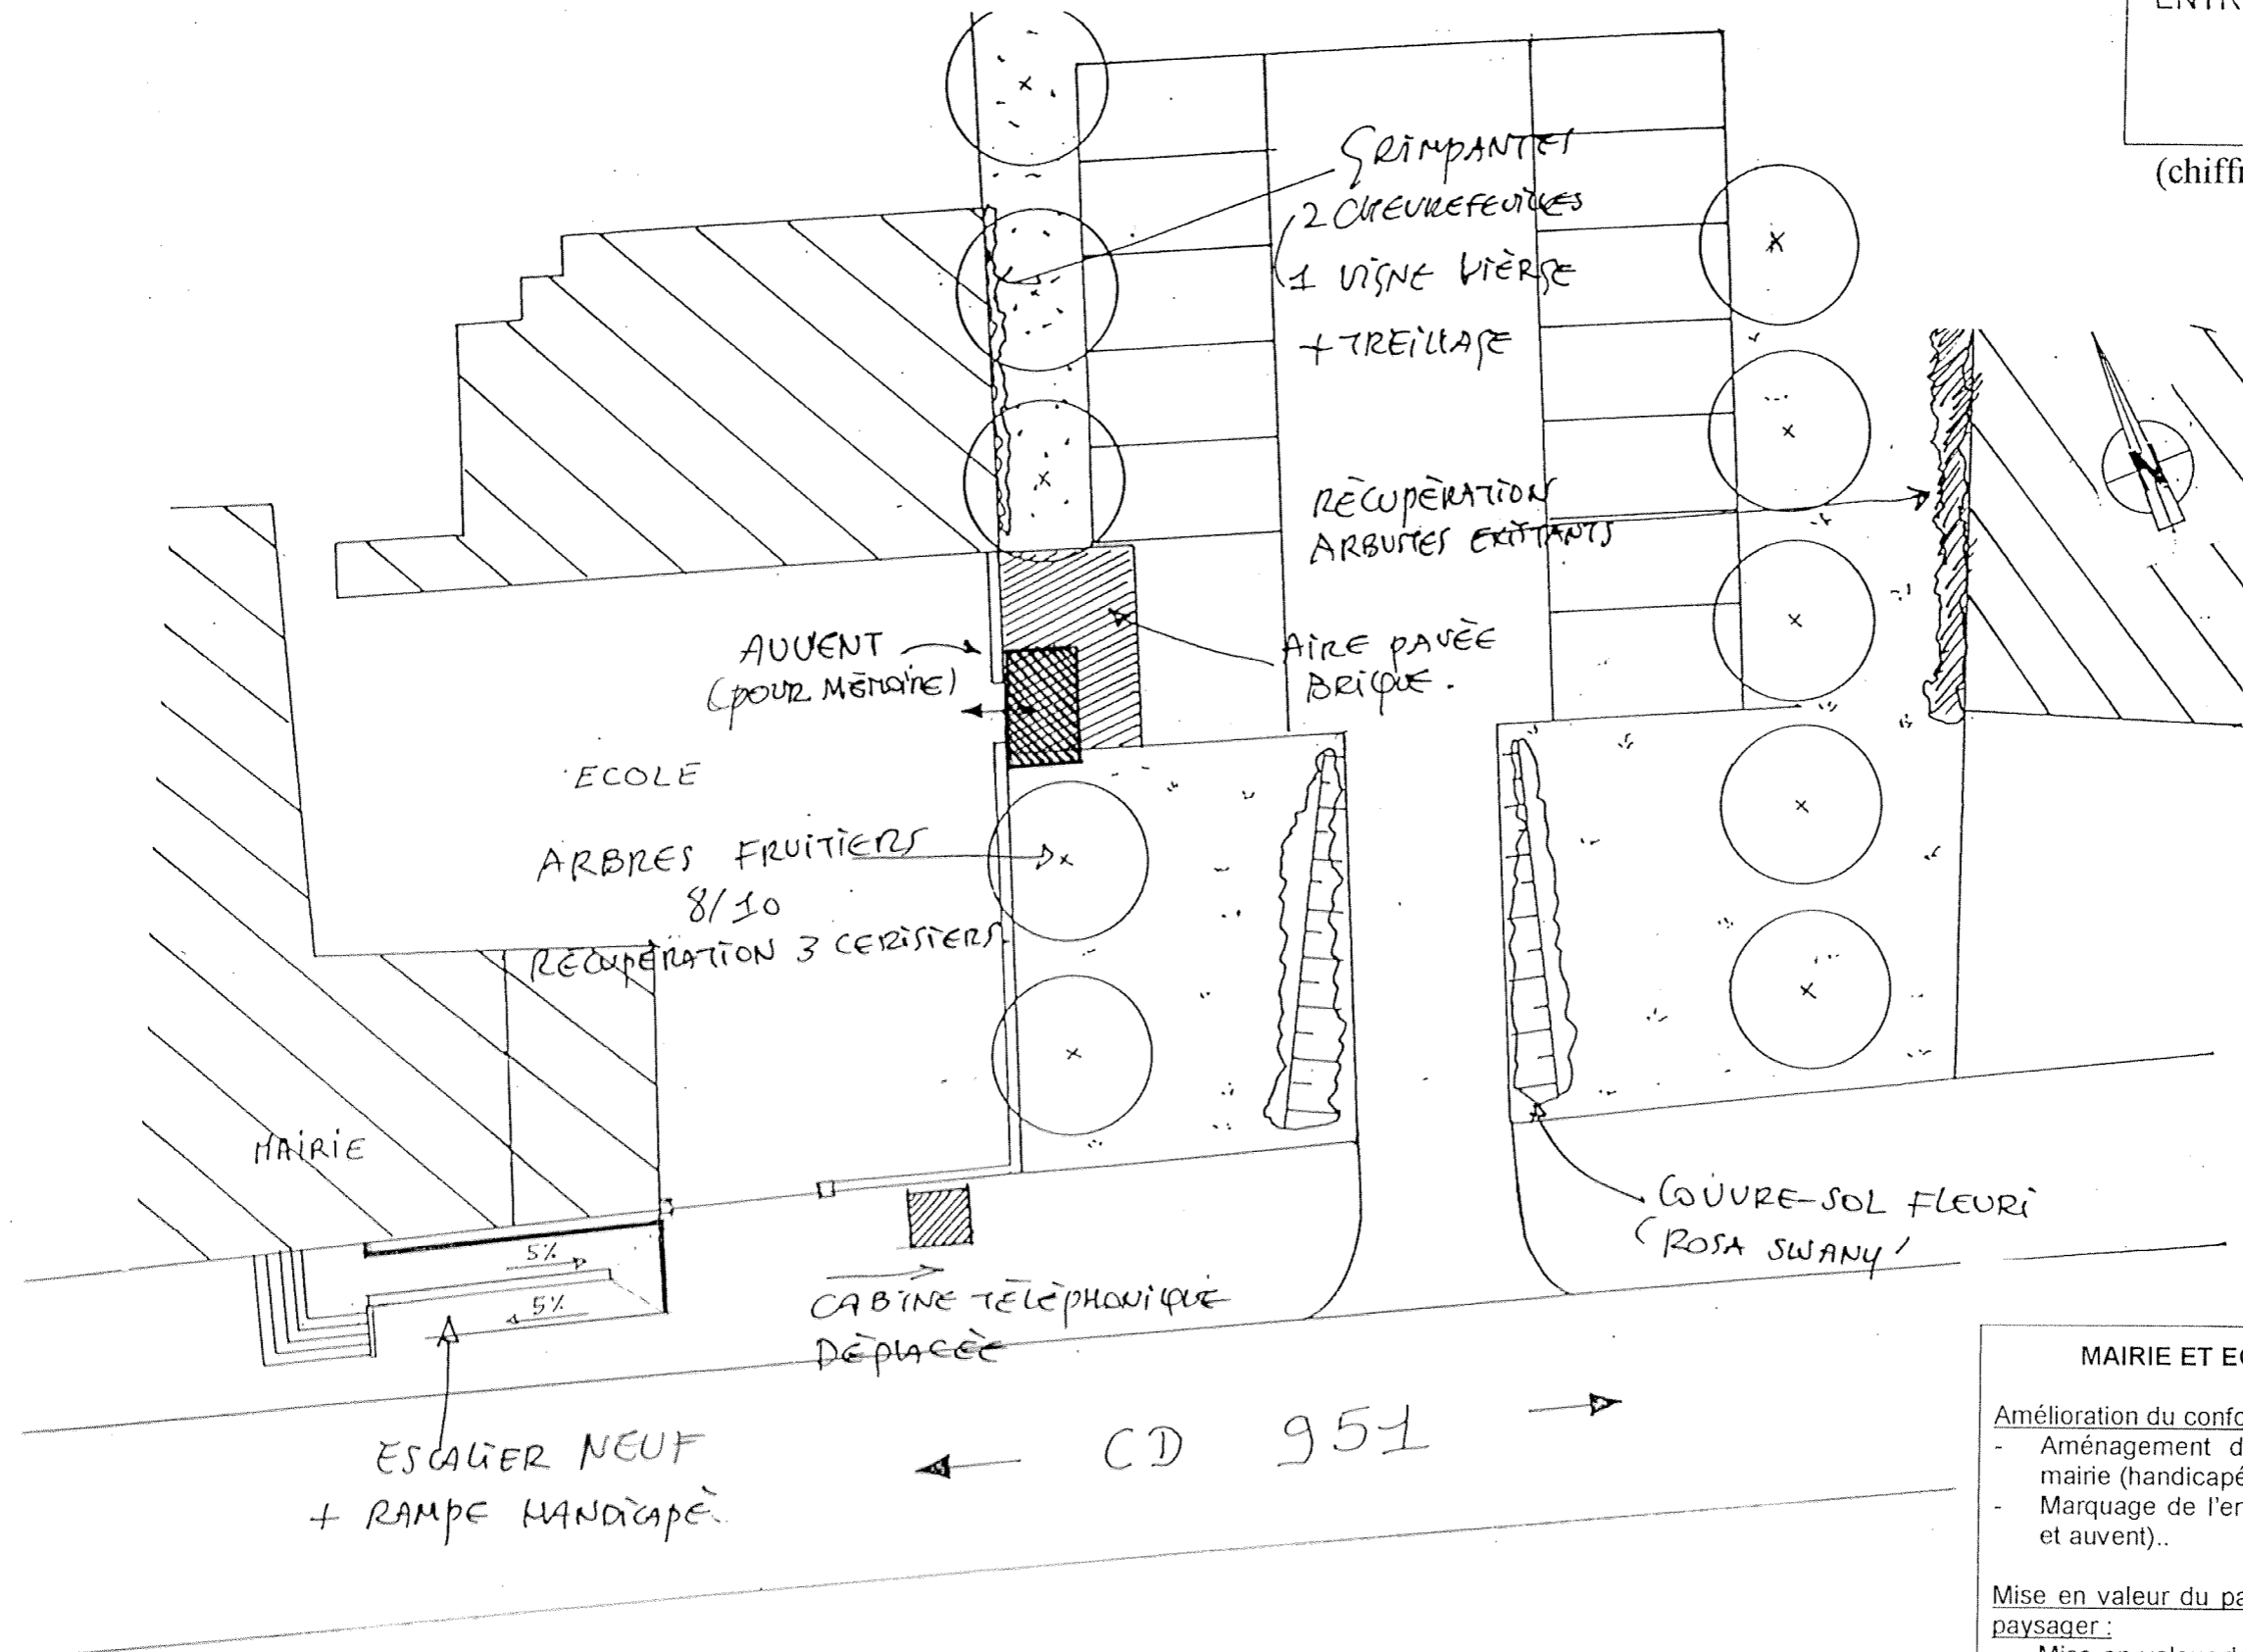 (chiffr
GRIMPANTES
2 CHEVREFEUILLES
1 VIGNE VIÈRGE
+ TREILLAGE
RÉCUPÉRATION
ARBUSTES EXISTANTS
N
AUVENT
(POUR MÉMOIRE)
AIRE PAVÉE
BRIQUE.
ECOLE
ARBRES FRUITIERS
8/10
RÉCUPÉRATION 3 CERISIERS
MAIRIE
5%
5%
COUVRE-SOL FLEURI
(ROSA SWANY)
CABINE TÉLÉPHONIQUE
DÉPLACÉE
ESCALIER NEUF
+ RAMPE HANDICAPÉ.
CD 951
MAIRIE ET EC
Amélioration du confo
- Aménagement d
mairie (handicapé
- Marquage de l'en
et auvent)..
Mise en valeur du pa
paysager :